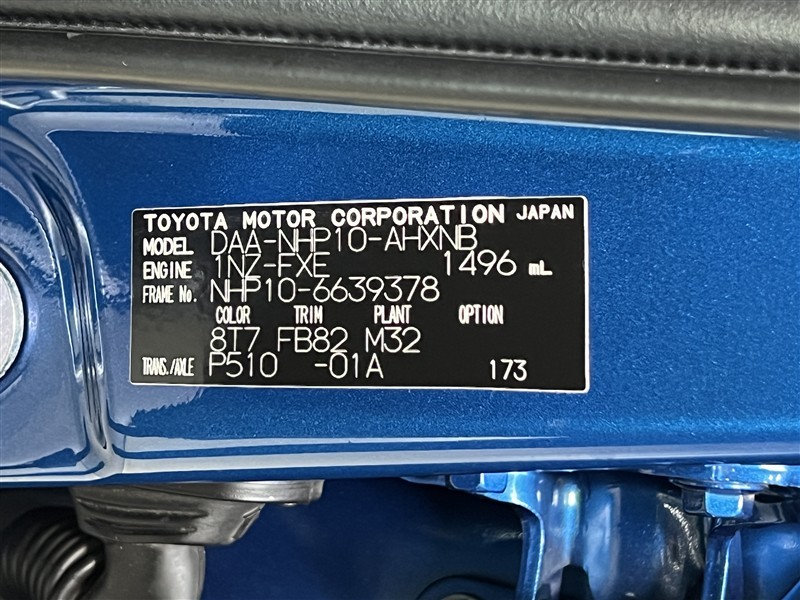 TOYOTA MOTOR CORPORATION JAPAN
MODEL DAA-NHP10-AHXNB
ENGINE 1NZ-FXE 1496 mL
FRAME No. NHP10-6639378
COLOR TRIM PLANT OPTION
8T7 FB82 M32
TRANS./AXLE P510 -01A 173